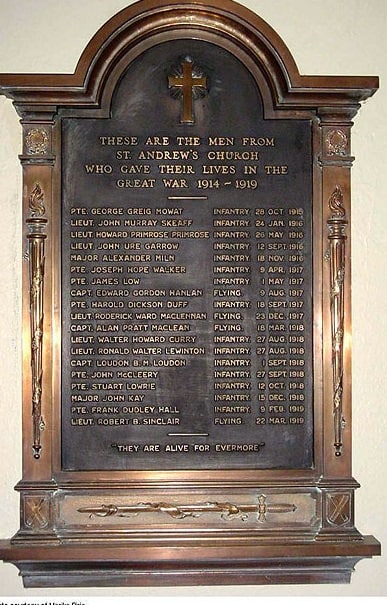 THESE ARE THE MEN FROM
ST. ANDREW'S CHURCH
WHO GAVE THEIR LIVES IN THE
GREAT WAR 1914 ~ 1919
PTE. GEORGE GREIG MOWAT INFANTRY 28 OCT 1915
LIEUT. JOHN MURRAY SKEAFF INFANTRY 24 JAN 1916
LIEUT. HOWARD PRIMROSE PRIMROSE INFANTRY 26 MAY 1916
LIEUT. JOHN URE GARROW INFANTRY 12 SEPT 1916
MAJOR ALEXANDER MILN INFANTRY 18 NOV 1916
PTE. JOSEPH HOPE WALKER INFANTRY 9 APR. 1917
PTE. JAMES LOW INFANTRY 1 MAY 1917
CAPT. EDWARD GORDON HANLAN FLYING 9 AUG 1917
PTE. HAROLD DICKSON DUFF INFANTRY 18 SEPT 1917
LIEUT. RODERICK WARD MACLENNAN FLYING 23 DEC. 1917
CAPT. ALAN PRATT MACLEAN FLYING 18 MAR 1918
LIEUT. WALTER HOWARD CURRY INFANTRY 27 AUG 1918
LIEUT. RONALD WALTER LEWINTON INFANTRY 27 AUG. 1918
CAPT. LOUDON B. M. LOUDON INFANTRY 1 SEPT 1918
PTE. JOHN McCLEERY INFANTRY 27 SEPT. 1918
PTE. STUART LOWRIE INFANTRY 12 OCT. 1918
MAJOR JOHN KAY INFANTRY 15 DEC. 1918
PTE. FRANK DUDLEY HALL INFANTRY 9 FEB. 1919
LIEUT. ROBERT B. SINCLAIR FLYING 22 MAR. 1919
"THEY ARE ALIVE FOR EVERMORE"
courtesy of